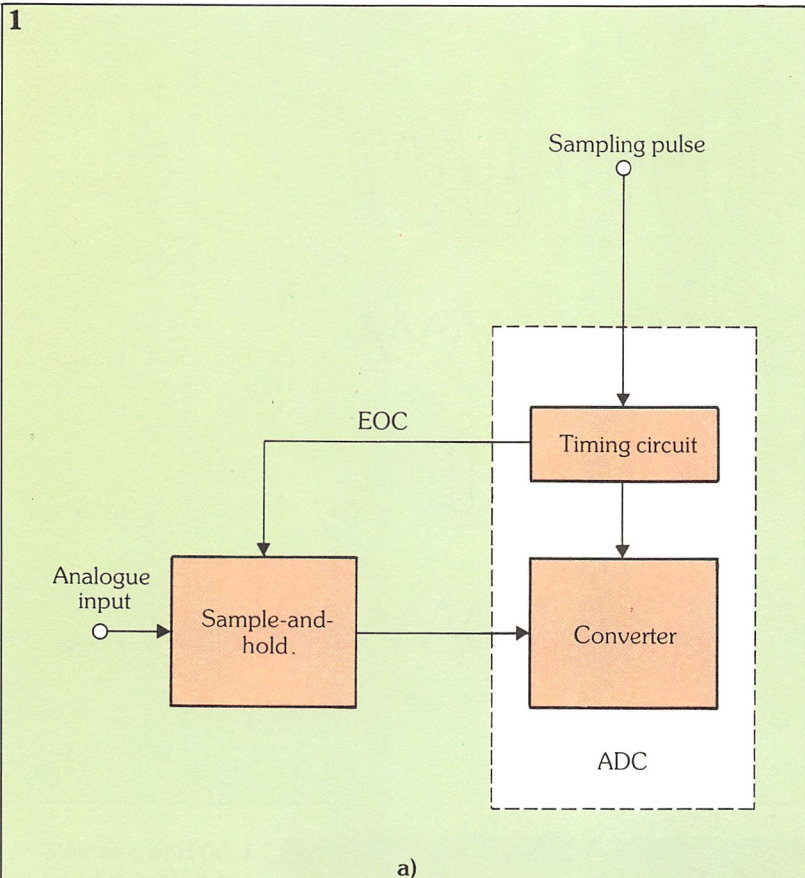 1
Sampling pulse
EOC
Timing circuit
Analogue
input
Sample-and-
hold.
Converter
ADC
a)